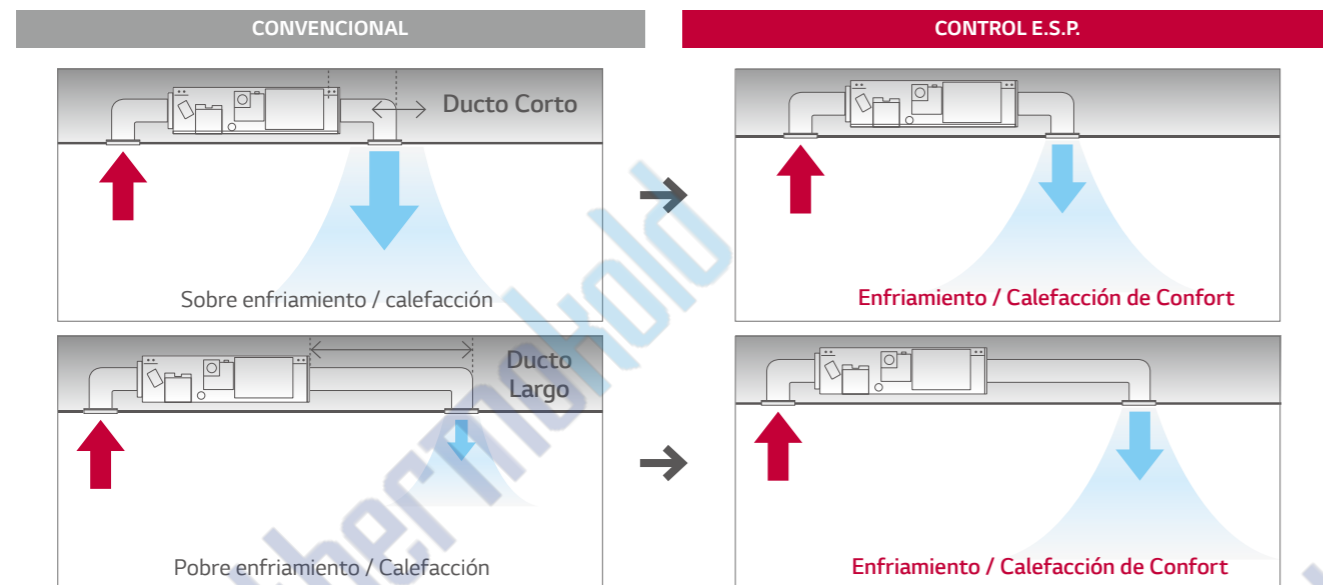 CONVENCIONAL
CONTROL E.S.P.
Ducto Corto
Sobre enfriamiento / calefacción
Enfriamiento / Calefacción de Confort
Ducto
Largo
Pobre enfriamiento / Calefacción
Enfriamiento / Calefacción de Confort
thermokold